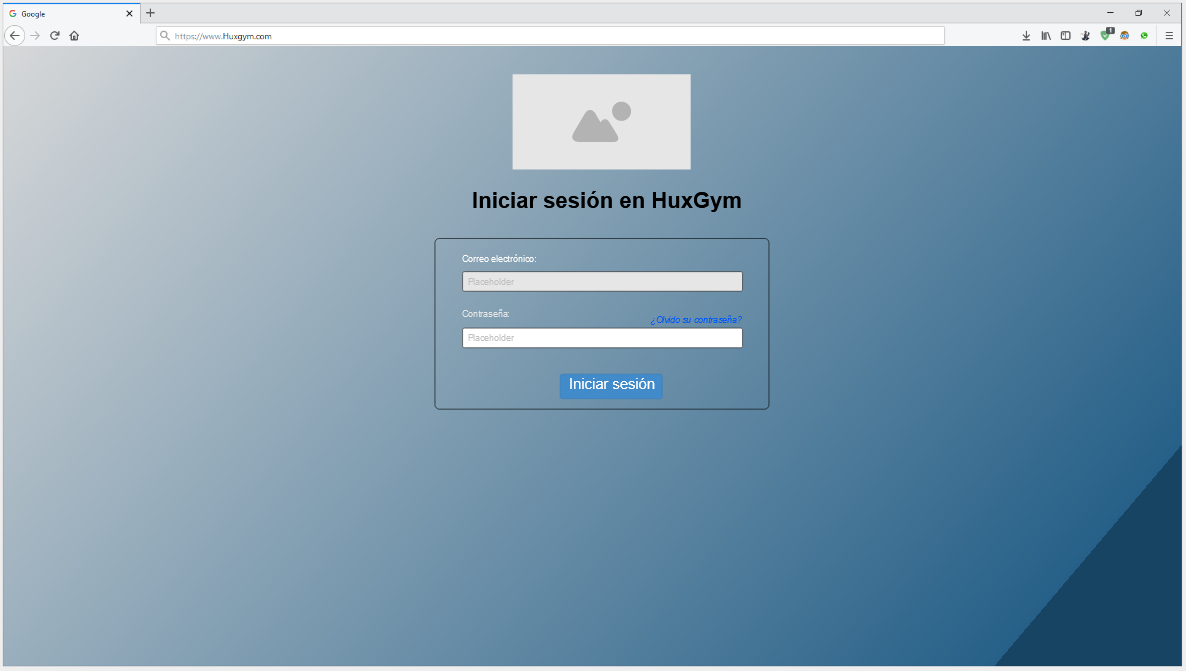 Google
https://www.Huxgym.com
1
Iniciar sesión en HuxGym
Correo electrónico:
Placeholder
Contraseña:
¿Olvido su contraseña?
Placeholder
Iniciar sesión